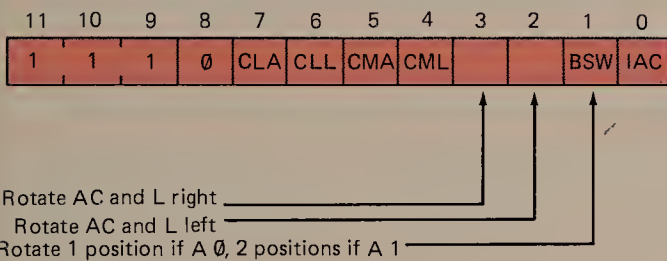 11 10 9 8 7 6 5 4 3 2 1 0
1 1 1 Ø CLA CLL CMA CML BSW IAC
Rotate AC and L right
Rotate AC and L left
Rotate 1 position if A Ø, 2 positions if A 1